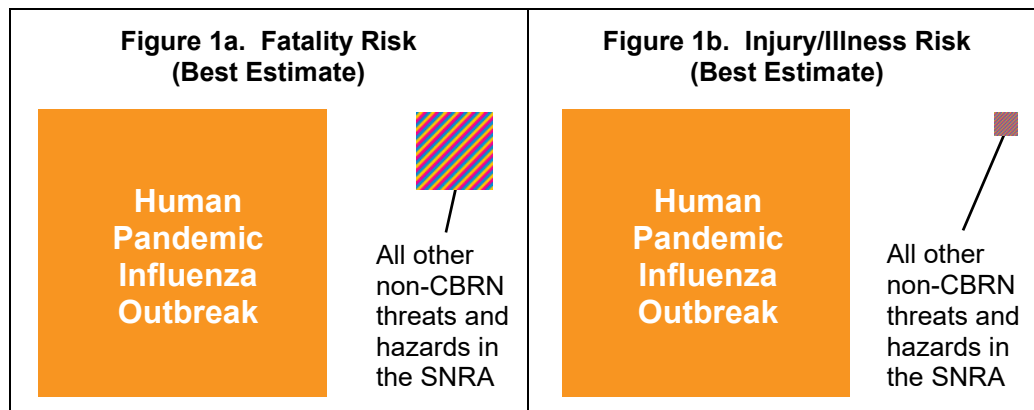 Figure 1a. Fatality Risk
(Best Estimate)
Human
Pandemic
Influenza
Outbreak
All other
non-CBRN
threats and
hazards in
the SNRA
Figure 1b. Injury/Illness Risk
(Best Estimate)
Human
Pandemic
Influenza
Outbreak
All other
non-CBRN
threats and
hazards in
the SNRA